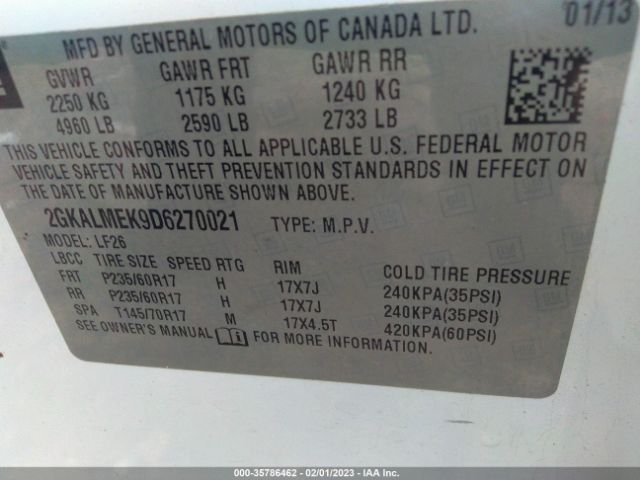 MFD BY GENERAL MOTORS OF CANADA LTD. 01/13
GVWR GAWR FRT GAWR RR
2250 KG 1175 KG 1240 KG
4960 LB 2590 LB 2733 LB
THIS VEHICLE CONFORMS TO ALL APPLICABLE U.S. FEDERAL MOTOR
VEHICLE SAFETY AND THEFT PREVENTION STANDARDS IN EFFECT ON
THE DATE OF MANUFACTURE SHOWN ABOVE.
2GKALMEK9D6270021 TYPE: M.P.V.
MODEL: LF26
LBCC TIRE SIZE SPEED RTG RIM COLD TIRE PRESSURE
FRT P235/60R17 H 17X7J 240KPA(35PSI)
RR P235/60R17 H 17X7J 240KPA(35PSI)
SPA T145/70R17 M 17X4.5T 420KPA(60PSI)
SEE OWNER'S MANUAL FOR MORE INFORMATION.
000-35786462 - 02/01/2023 - IAA Inc.